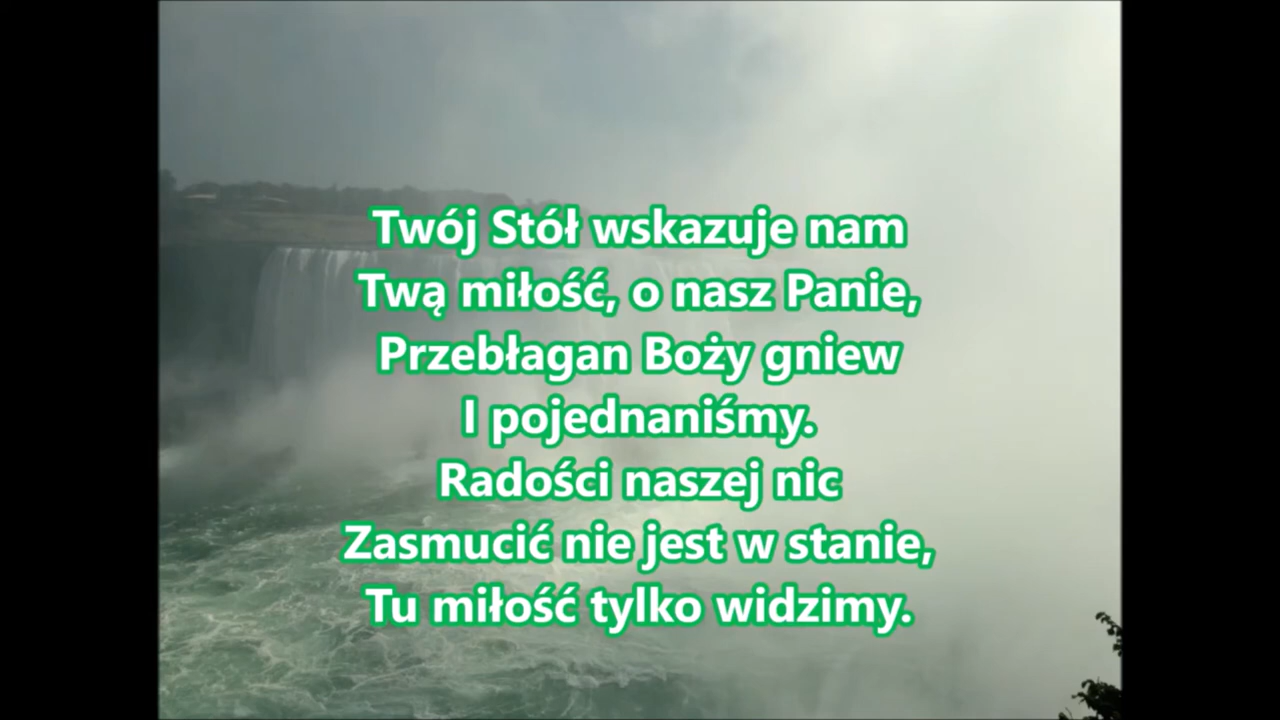 Twój Stół wskazuje nam
Twą miłość, o nasz Panie,
Przebłagan Boży gniew
I pojednaniśmy.
Radości naszej nic
Zasmucić nie jest w stanie,
Tu miłość tylko widzimy.